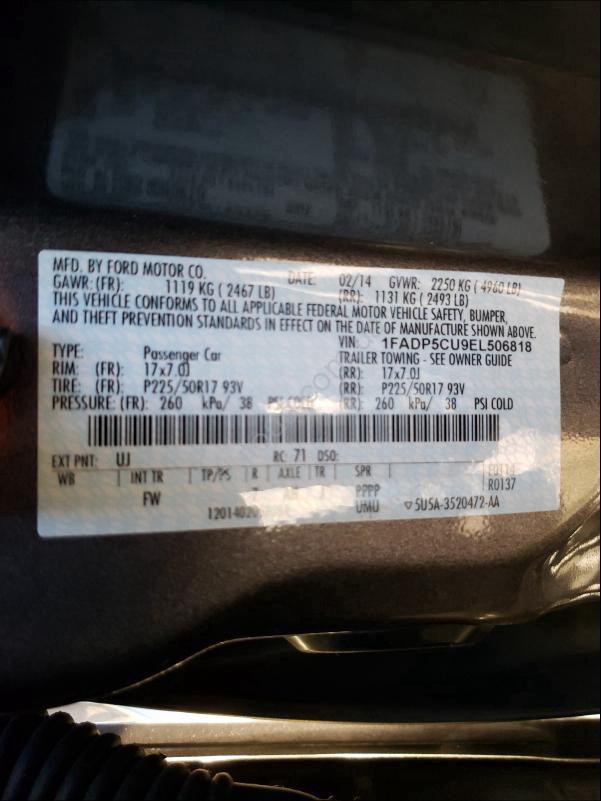 MFD. BY FORD MOTOR CO. DATE: 02/14 GVWR: 2250 KG ( 4960 LB)
GAWR: (FR): 1119 KG ( 2467 LB) (RR): 1131 KG ( 2493 LB)
THIS VEHICLE CONFORMS TO ALL APPLICABLE FEDERAL MOTOR VEHICLE SAFETY, BUMPER,
AND THEFT PREVENTION STANDARDS IN EFFECT ON THE DATE OF MANUFACTURE SHOWN ABOVE.
VIN: 1FADP5CU9EL506818
TYPE: Passenger Car TRAILER TOWING - SEE OWNER GUIDE
RIM: (FR): 17x7.0J (RR): 17x7.0J
TIRE: (FR): P225/50R17 93V (RR): P225/50R17 93V
PRESSURE: (FR): 260 kPa/ 38 PSI COLD (RR): 260 kPa/ 38 PSI COLD
EXT PNT: UJ RC: 71 DSO:
WB INT TR TP/PS R AXLE TR SPR R0137
FW PPPP
UMU ▽5U5A-3520472-AA